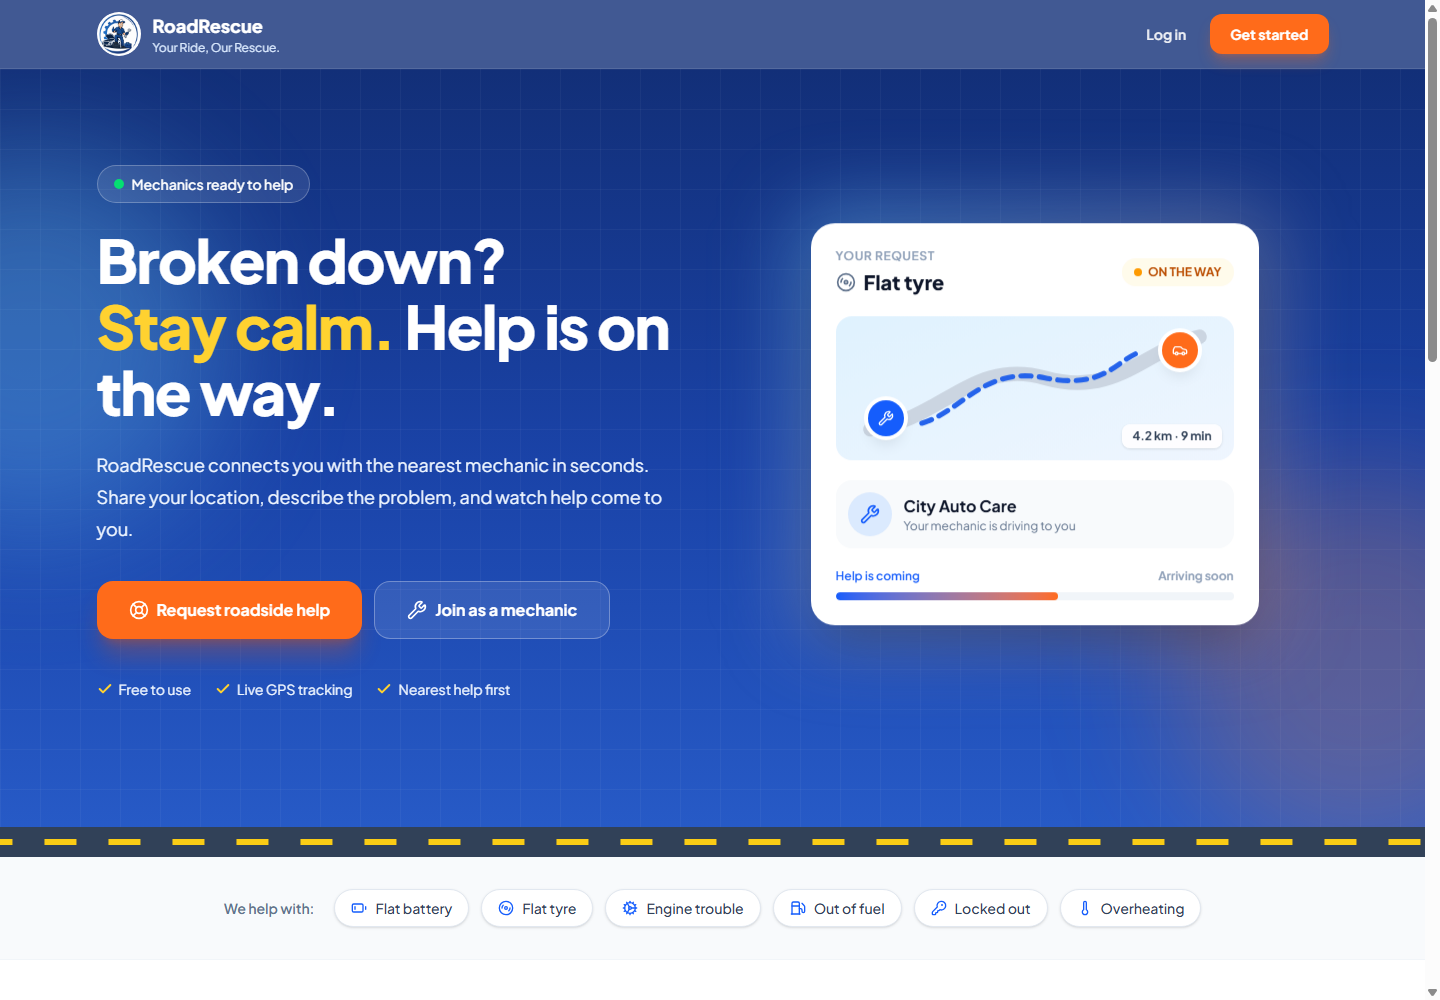 RoadRescue
Your Ride, Our Rescue.
Log in
Get started
Mechanics ready to help
Broken down?
Stay calm. Help is on
the way.
RoadRescue connects you with the nearest mechanic in seconds.
Share your location, describe the problem, and watch help come to
you.
Request roadside help
Join as a mechanic
Free to use
Live GPS tracking
Nearest help first
YOUR REQUEST
Flat tyre
ON THE WAY
4.2 km · 9 min
City Auto Care
Your mechanic is driving to you
Help is coming
Arriving soon
We help with:
Flat battery
Flat tyre
Engine trouble
Out of fuel
Locked out
Overheating